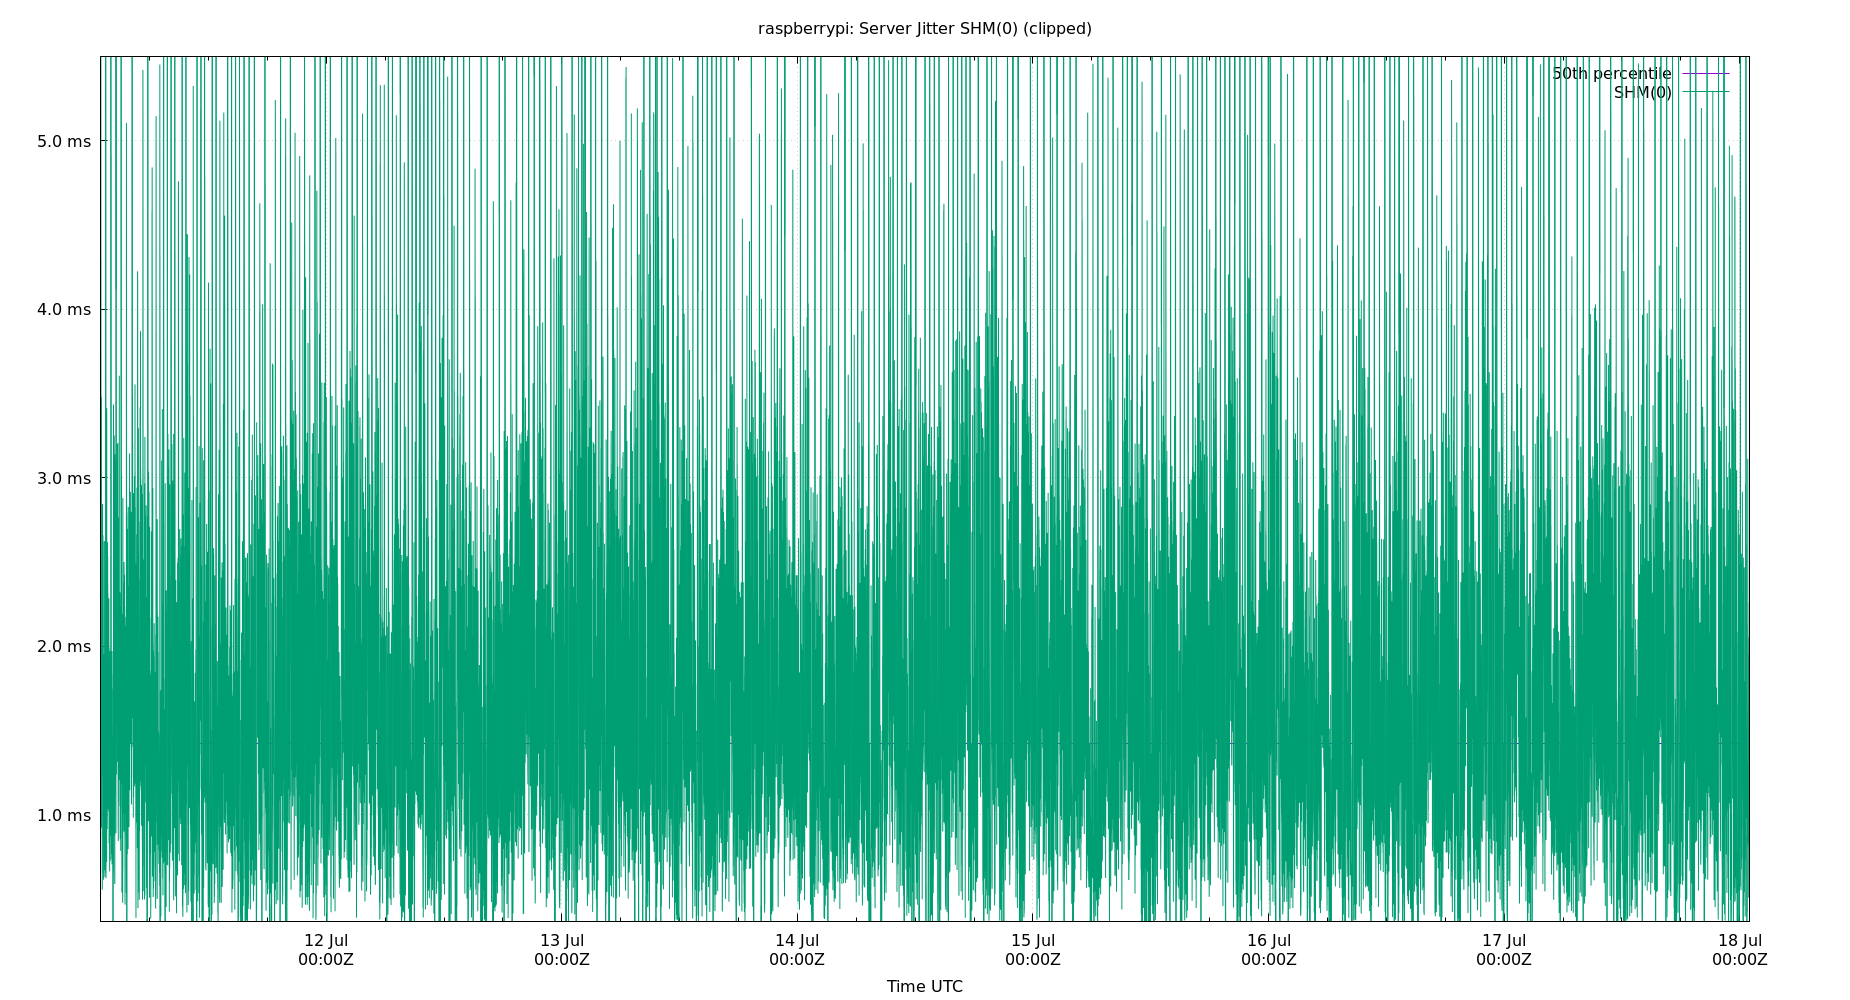 raspberrypi: Server Jitter SHM(0) (clipped)
50th percentile
SHM(0)
5.0 ms
4.0 ms
3.0 ms
2.0 ms
1.0 ms
12 Jul 13 Jul 14 Jul 15 Jul 16 Jul 17 Jul 18 Jul
00:00Z 00:00Z 00:00Z 00:00Z 00:00Z 00:00Z 00:00Z
Time UTC